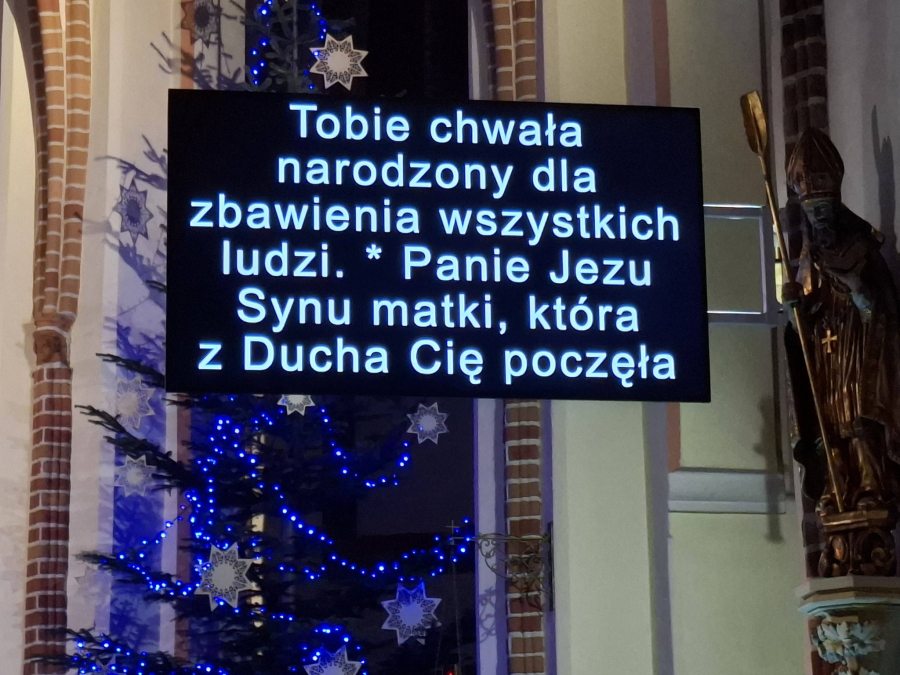 Tobie chwała
narodzony dla
zbawienia wszystkich
ludzi. * Panie Jezu
Synu matki, która
z Ducha Cię poczęła